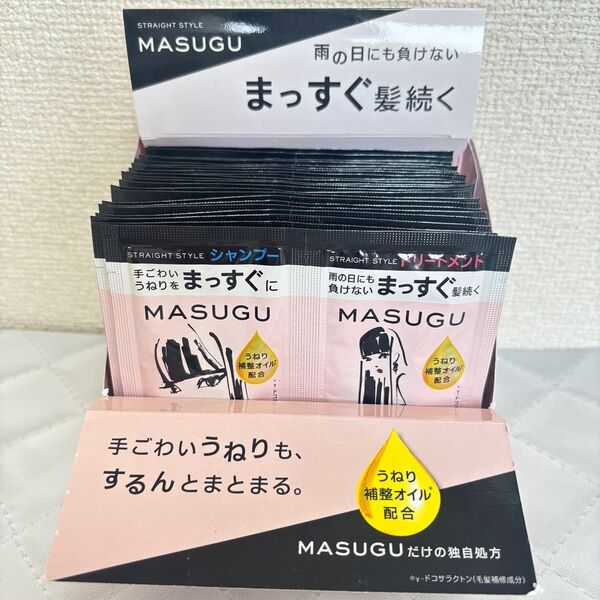 STRAIGHT STYLE
MASUGU
雨の日にも負けない
まっすぐ髪続く
STRAIGHT STYLE シャンプー
手ごわい
うねりを まっすぐに
MASUGU
うねり
補整オイル*
配合
STRAIGHT STYLE トリートメント
雨の日にも
負けない まっすぐ 髪続く
MASUGU
うねり
補整オイル*
配合
手ごわいうねりも、
するんとまとまる。
うねり
補整オイル*
配合
MASUGUだけの独自処方
*γ-ドコサラクトン(毛髪補修成分)